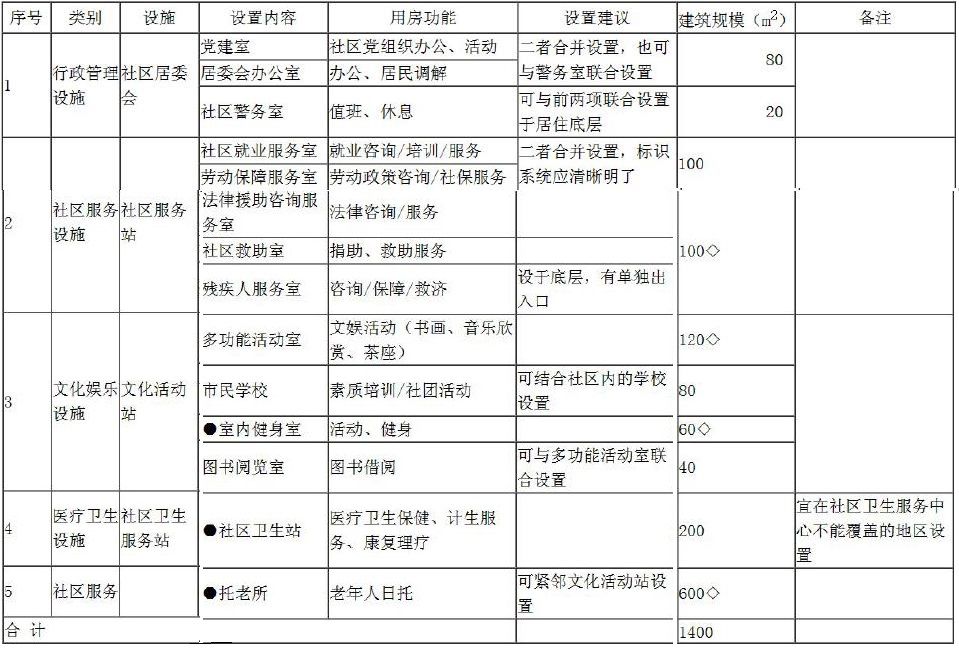 序号 类别 设施 设置内容 用房功能 设置建议 建筑规模（m²） 备注
1 行政管理设施 社区居委会 党建室 社区党组织办公、活动 二者合并设置，也可与警务室联合设置 80
居委会办公室 办公、居民调解
社区警务室 值班、休息 可与前两项联合设置于居住底层 20
2 社区服务设施 社区服务站 社区就业服务室 就业咨询/培训/服务 二者合并设置，标识系统应清晰明了 100
劳动保障服务室 劳动政策咨询/社保服务
法律援助咨询服务室 法律咨询/服务 100◇
社区救助室 捐助、救助服务
残疾人服务室 咨询/保障/救济 设于底层，有单独出入口
3 文化娱乐设施 文化活动站 多功能活动室 文娱活动（书画、音乐欣赏、茶座） 120◇
市民学校 素质培训/社团活动 可结合社区内的学校设置 80
●室内健身室 活动、健身 60◇
图书阅览室 图书借阅 可与多功能活动室联合设置 40
4 医疗卫生设施 社区卫生服务站 ●社区卫生站 医疗卫生保健、计生服务、康复理疗 200 宜在社区卫生服务中心不能覆盖的地区设置
5 社区服务 ●托老所 老年人日托 可紧邻文化活动站设置 600◇
合 计 1400